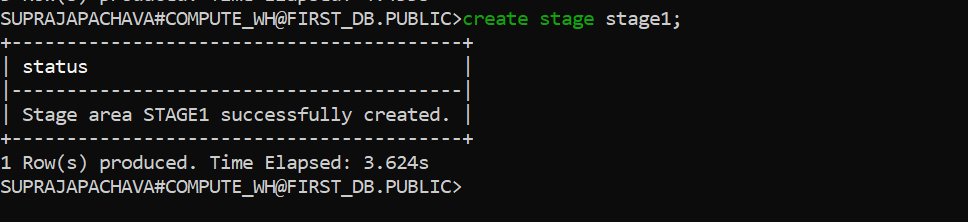 SUPRAJAPACHAVA#COMPUTE_WH@FIRST_DB.PUBLIC>create stage stage1;
+-----------------------------------------+
| status                                  |
|-----------------------------------------|
| Stage area STAGE1 successfully created. |
+-----------------------------------------+
1 Row(s) produced. Time Elapsed: 3.624s
SUPRAJAPACHAVA#COMPUTE_WH@FIRST_DB.PUBLIC>